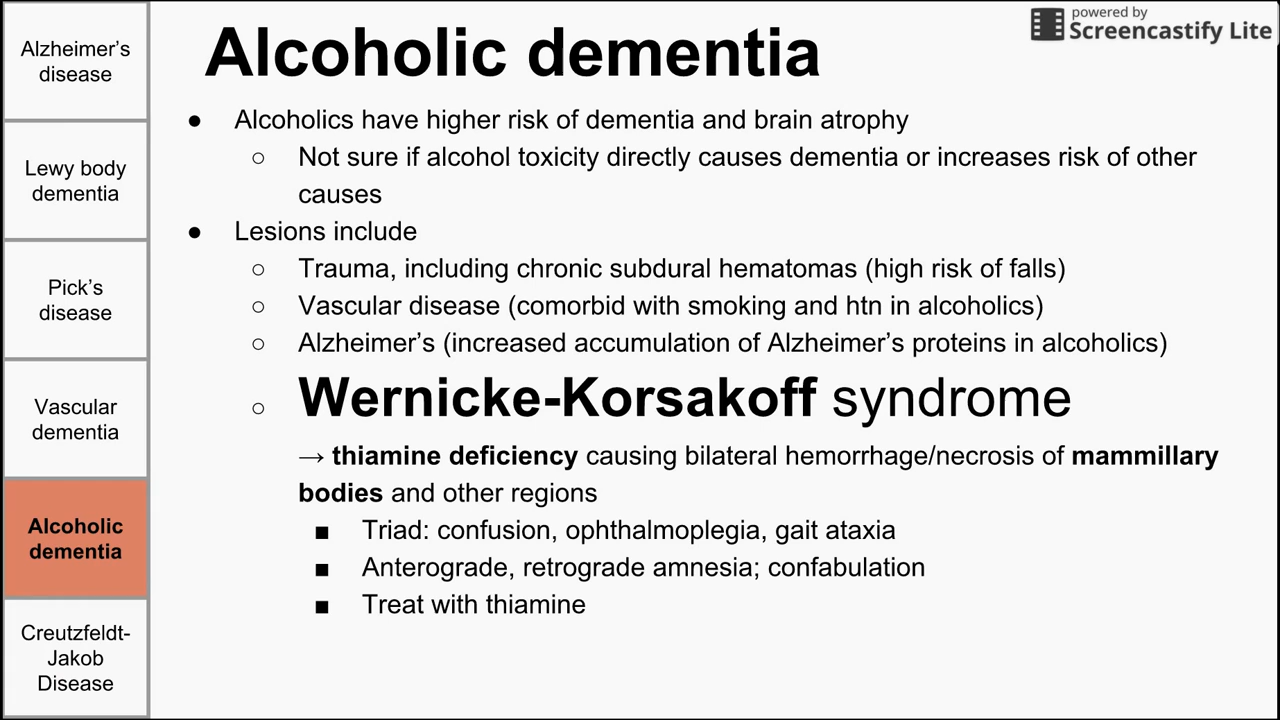 Alzheimer's
disease
Lewy body
dementia
Pick's
disease
Vascular
dementia
Alcoholic
dementia
Creutzfeldt-
Jakob
Disease
powered by
Screencastify Lite
Alcoholic dementia
● Alcoholics have higher risk of dementia and brain atrophy
○ Not sure if alcohol toxicity directly causes dementia or increases risk of other
causes
● Lesions include
○ Trauma, including chronic subdural hematomas (high risk of falls)
○ Vascular disease (comorbid with smoking and htn in alcoholics)
○ Alzheimer's (increased accumulation of Alzheimer's proteins in alcoholics)
○ Wernicke-Korsakoff syndrome
→ thiamine deficiency causing bilateral hemorrhage/necrosis of mammillary
bodies and other regions
■ Triad: confusion, ophthalmoplegia, gait ataxia
■ Anterograde, retrograde amnesia; confabulation
■ Treat with thiamine